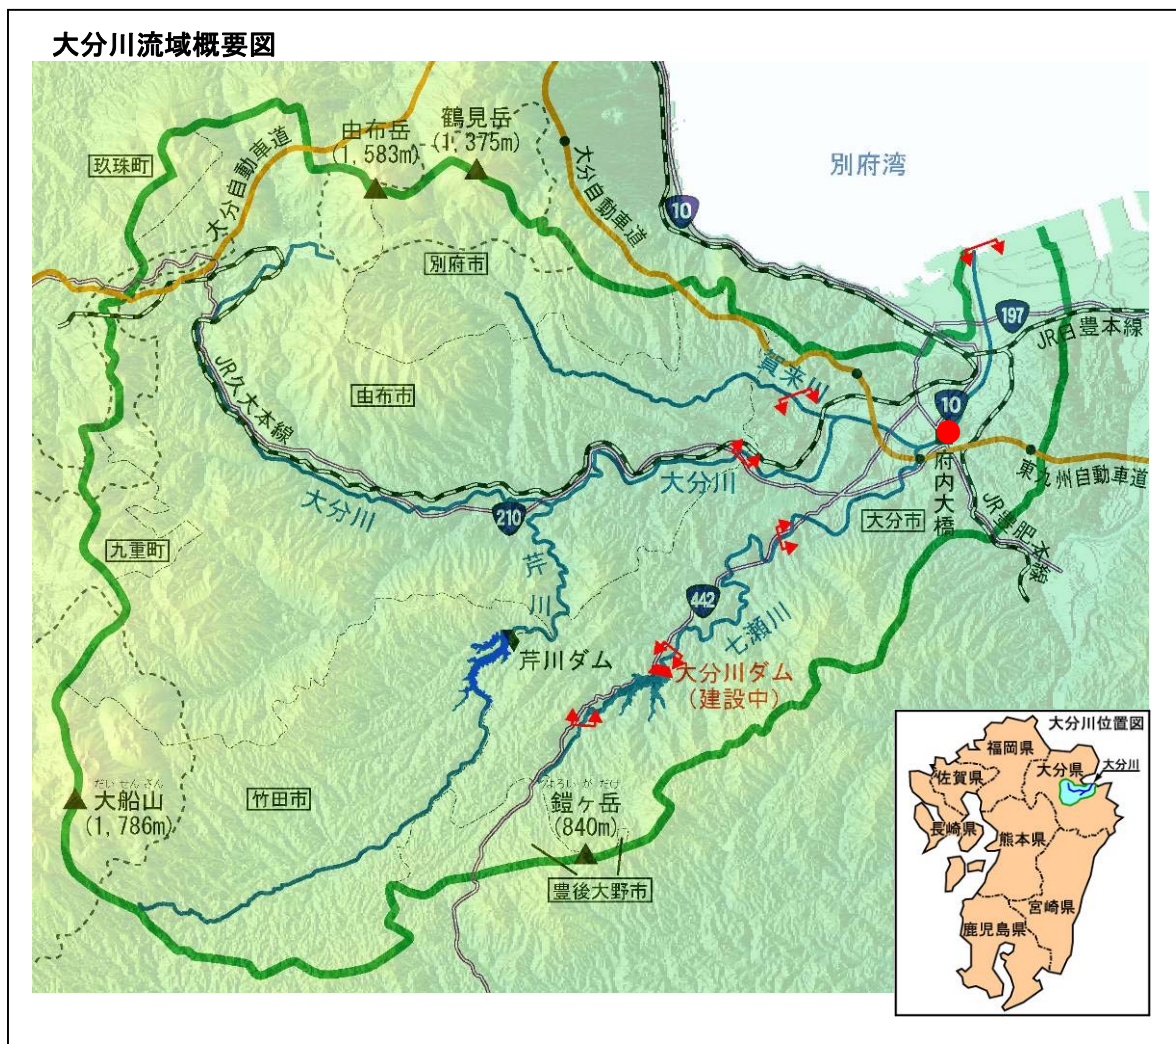 大分川流域概要図
鶴見岳
(1,375m)
由布岳
(1,583m)
玖珠町
大分自動車道
大分自動車道
別府湾
10
別府市
197
JR日豊本線
賀来川
JR久大本線
由布市
10
府内大橋
東九州自動車道
大分川
大分川
210
大分市
JR豊肥本線
九重町
芹川
442
七瀬川
芹川ダム
大分川ダム
(建設中)
だいせんざん
大船山
(1,786m)
竹田市
よろいがだけ
鎧ヶ岳
(840m)
豊後大野市
大分川位置図
福岡県
大分県
大分川
佐賀県
長崎県
熊本県
宮崎県
鹿児島県